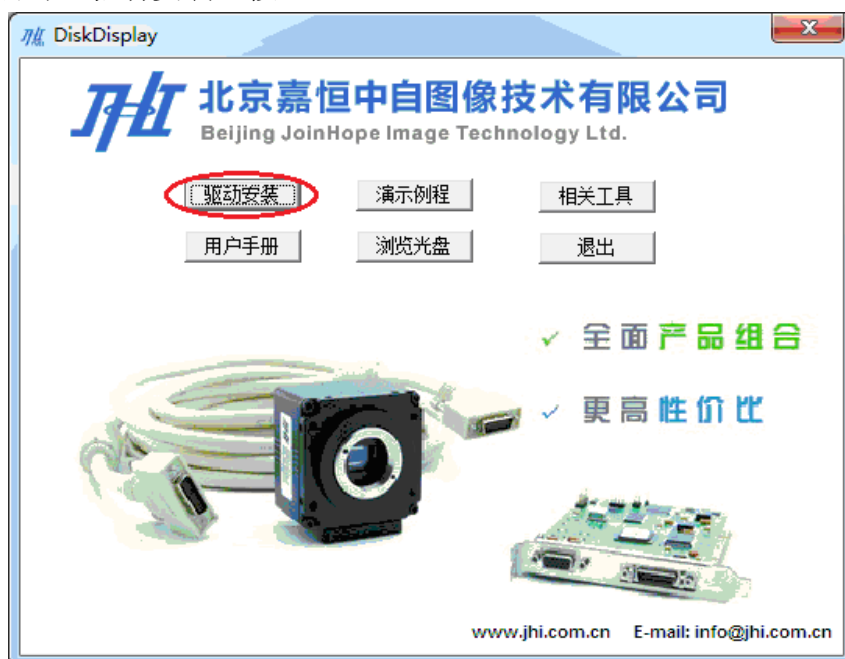 DiskDisplay
JHI 北京嘉恒中自图像技术有限公司
Beijing JoinHope Image Technology Ltd.
驱动安装 演示例程 相关工具
用户手册 浏览光盘 退出
✓ 全面产品组合
✓ 更高性价比
www.jhi.com.cn E-mail: info@jhi.com.cn